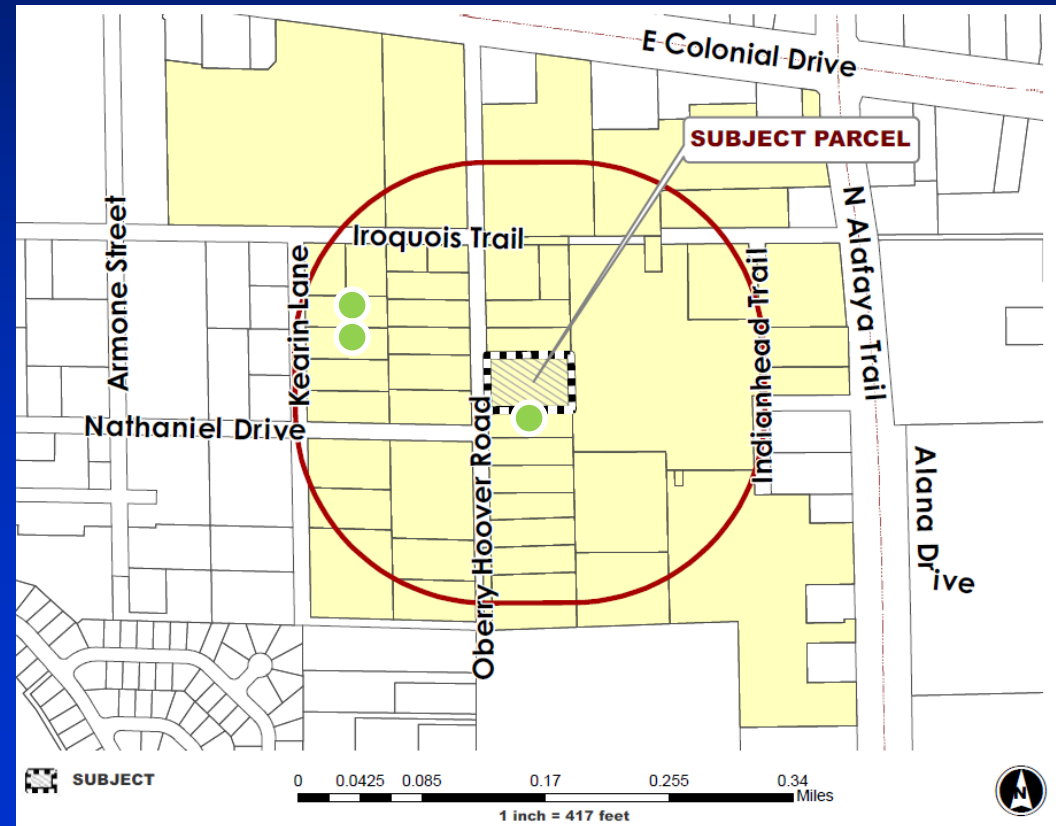 E Colonial Drive
SUBJECT PARCEL
Armone Street
Iroquois Trail
Kearin Lane
N Alafaya Trail
Indianhead Trail
Nathaniel Drive
Oberry Hoover Road
Alana Drive
SUBJECT
0 0.0425 0.085 0.17 0.255 0.34
Miles
1 inch = 417 feet
N